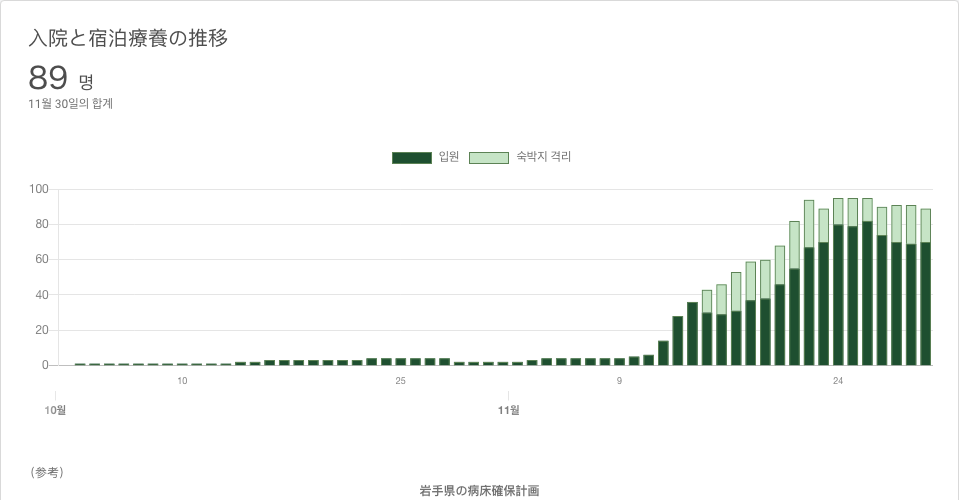 入院と宿泊療養の推移
89 명
11월 30일의 합계
입원 숙박지 격리
100
80
60
40
20
0
10 25 9 24
10월 11월
(参考)
岩手県の病床確保計画